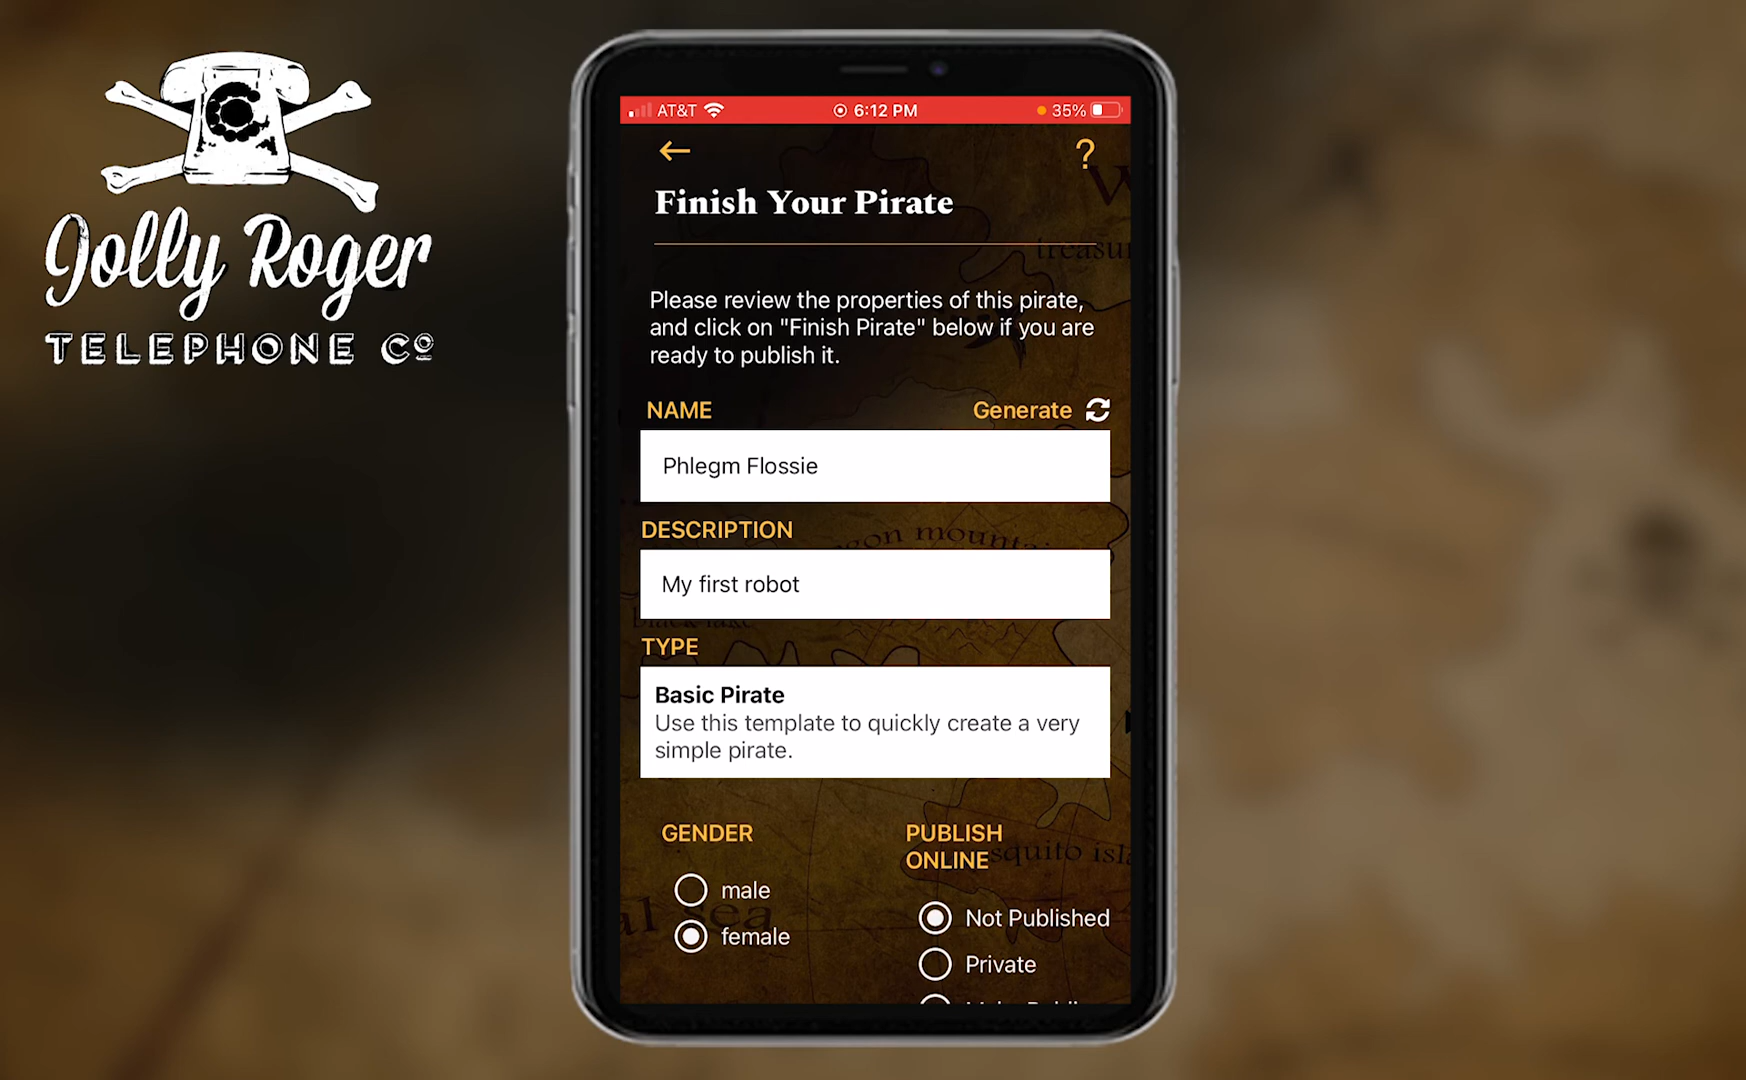 Jolly Roger
TELEPHONE Co
AT&T
6:12 PM
35%
?
Finish Your Pirate
Please review the properties of this pirate,
and click on "Finish Pirate" below if you are
ready to publish it.
NAME
Generate
Phlegm Flossie
DESCRIPTION
My first robot
TYPE
Basic Pirate
Use this template to quickly create a very
simple pirate.
GENDER
male
female
PUBLISH
ONLINE
Not Published
Private